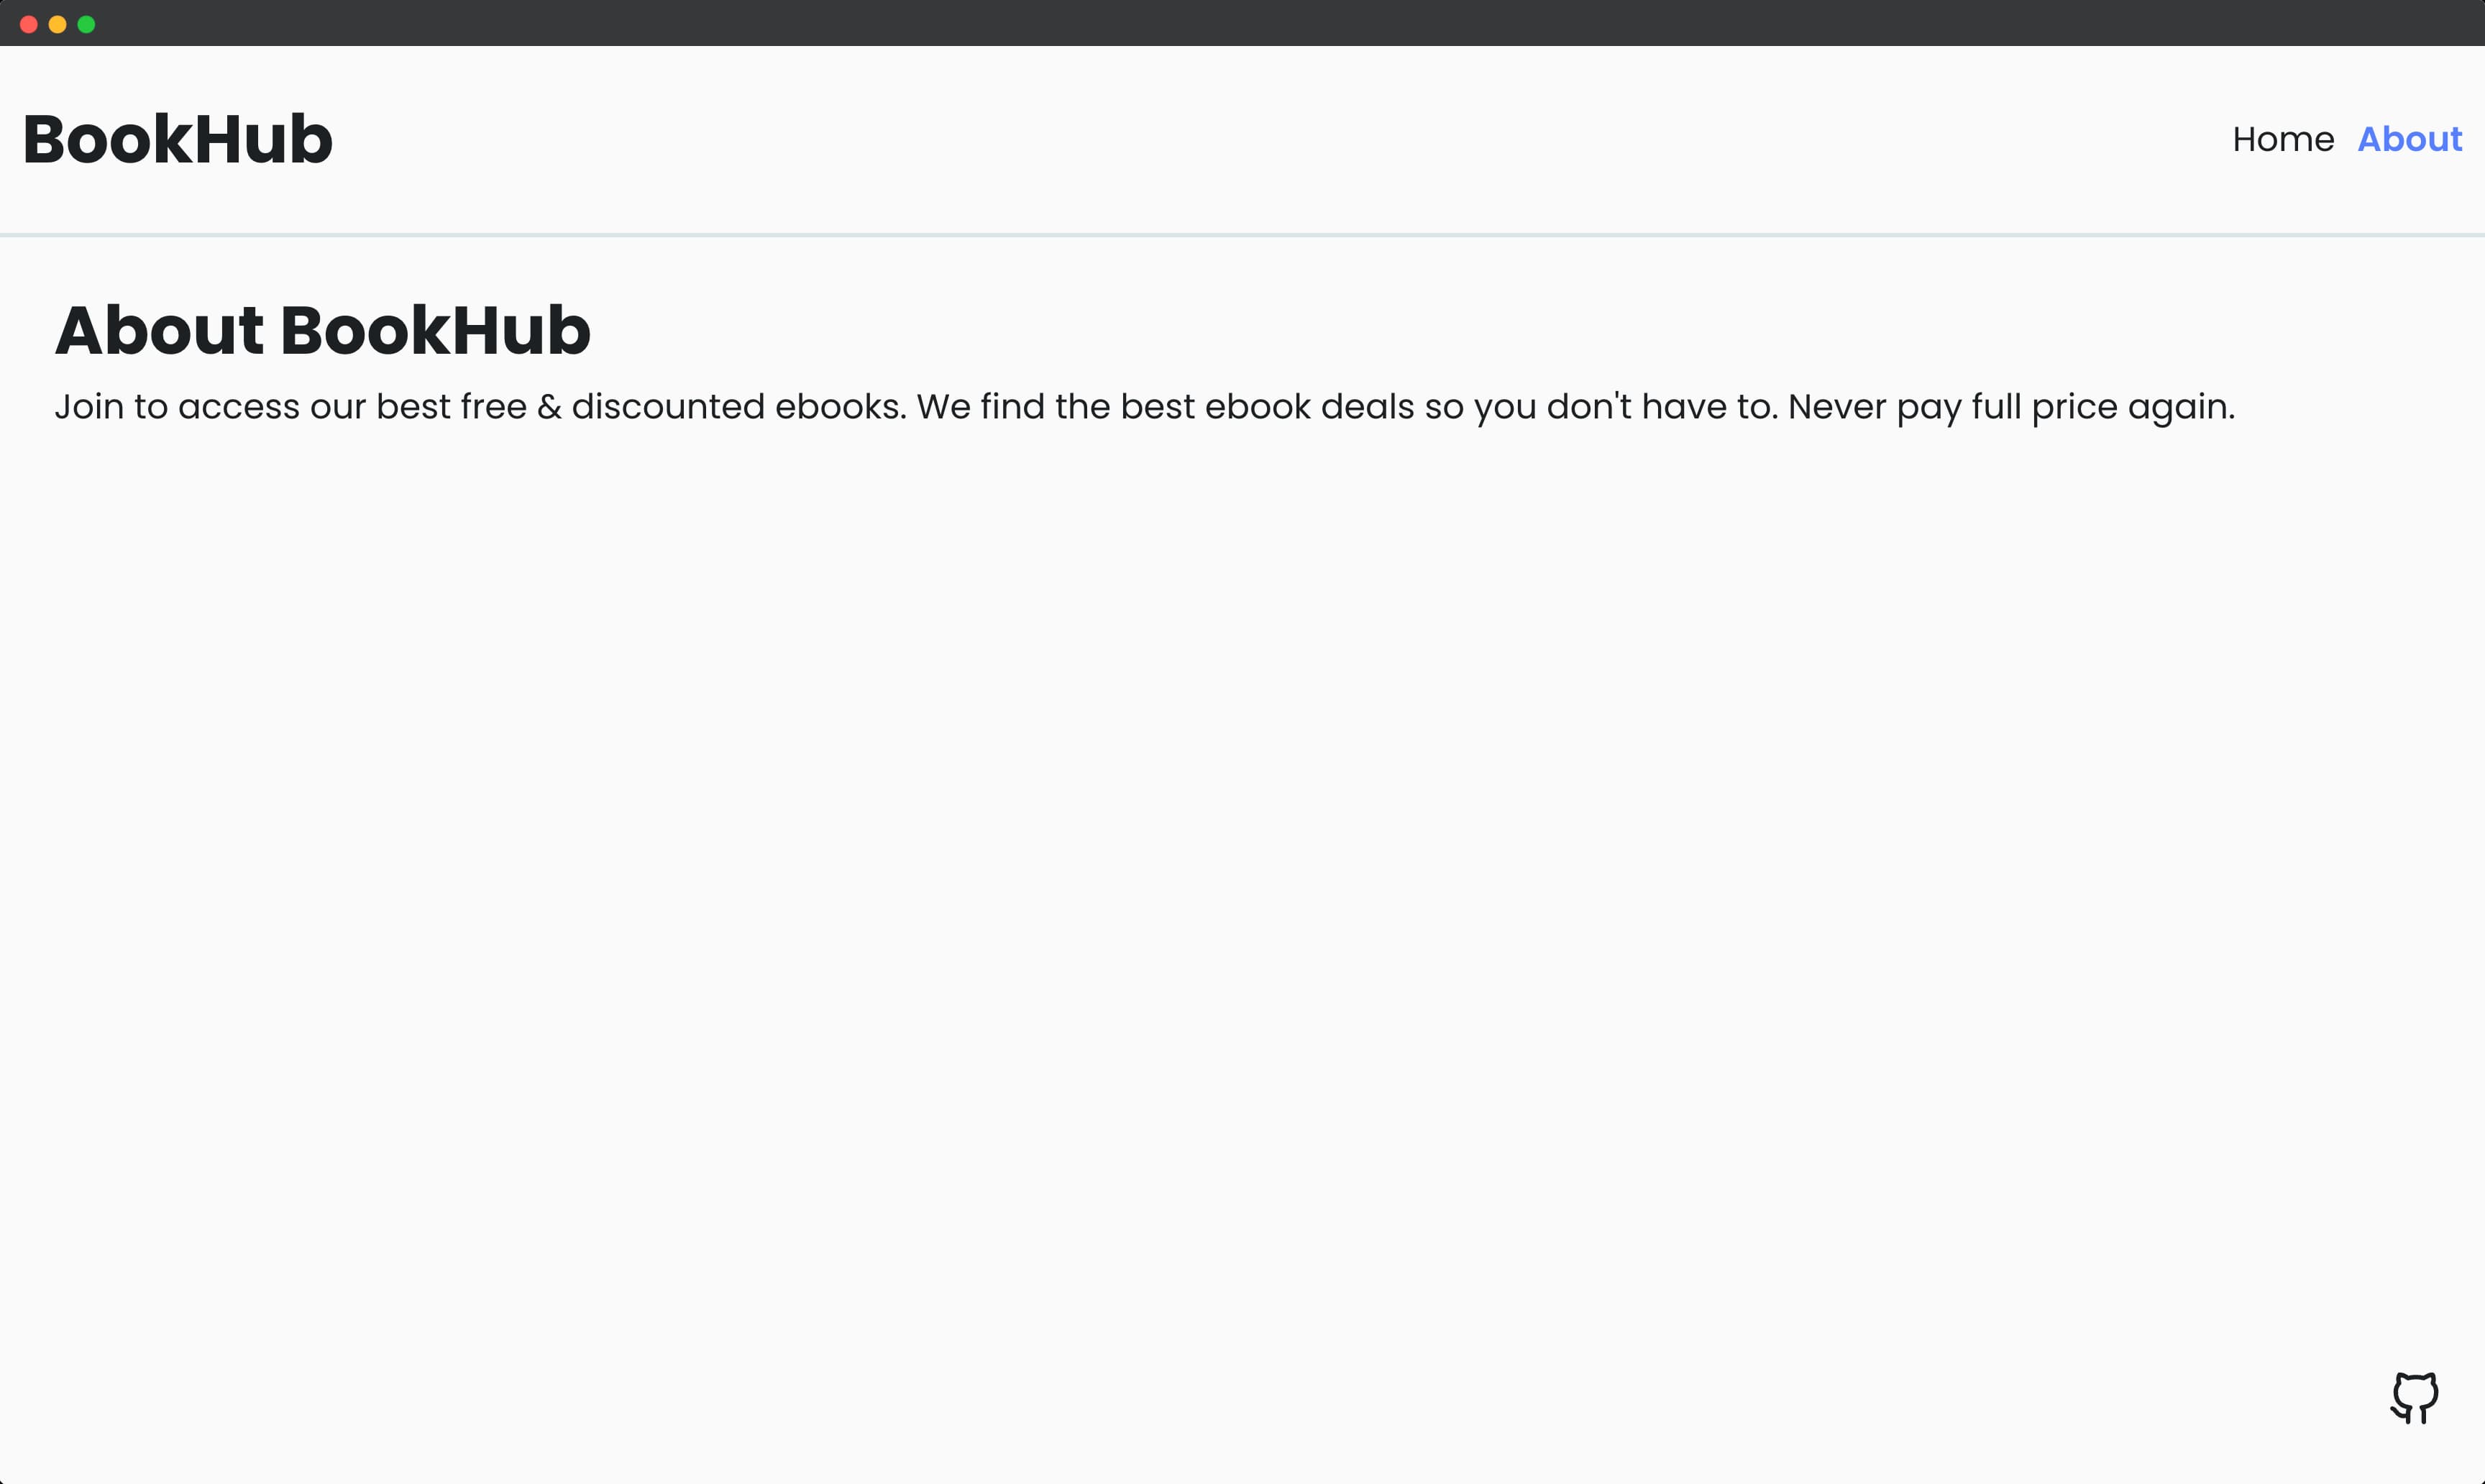 BookHub
Home About
About BookHub
Join to access our best free & discounted ebooks. We find the best ebook deals so you don't have to. Never pay full price again.